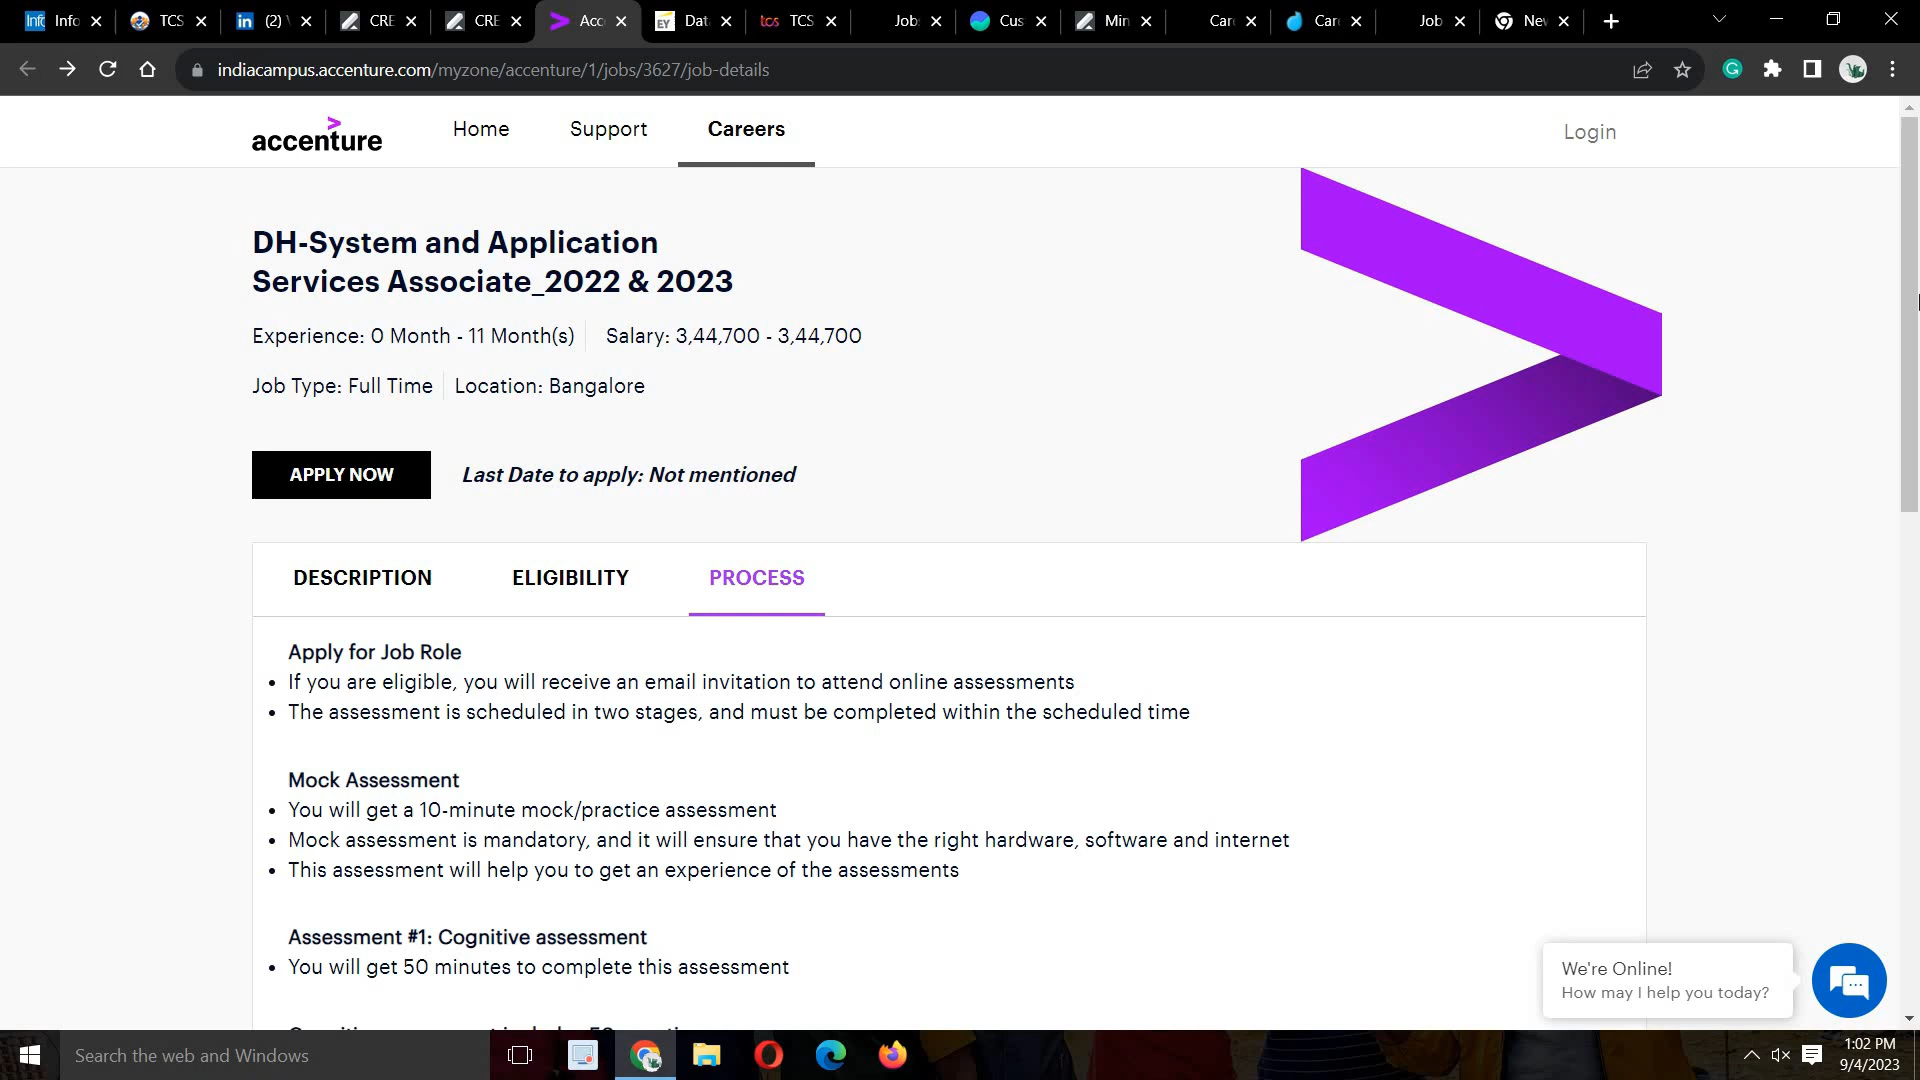 Info
TCS
(2)
CRE
CRE
Acc
EY
Dat
tcs
TCS
Job
Cus
Min
Car
Car
Job
Nev
indiacampus.accenture.com/myzone/accenture/1/jobs/3627/job-details
accenture
Home
Support
Careers
Login
DH-System and Application
Services Associate_2022 & 2023
Experience: 0 Month - 11 Month(s)
Salary: 3,44,700 - 3,44,700
Job Type: Full Time
Location: Bangalore
APPLY NOW
Last Date to apply: Not mentioned
DESCRIPTION
ELIGIBILITY
PROCESS
Apply for Job Role
• If you are eligible, you will receive an email invitation to attend online assessments
• The assessment is scheduled in two stages, and must be completed within the scheduled time
Mock Assessment
• You will get a 10-minute mock/practice assessment
• Mock assessment is mandatory, and it will ensure that you have the right hardware, software and internet
• This assessment will help you to get an experience of the assessments
Assessment #1: Cognitive assessment
• You will get 50 minutes to complete this assessment
We're Online!
How may I help you today?
Search the web and Windows
1:02 PM
9/4/2023